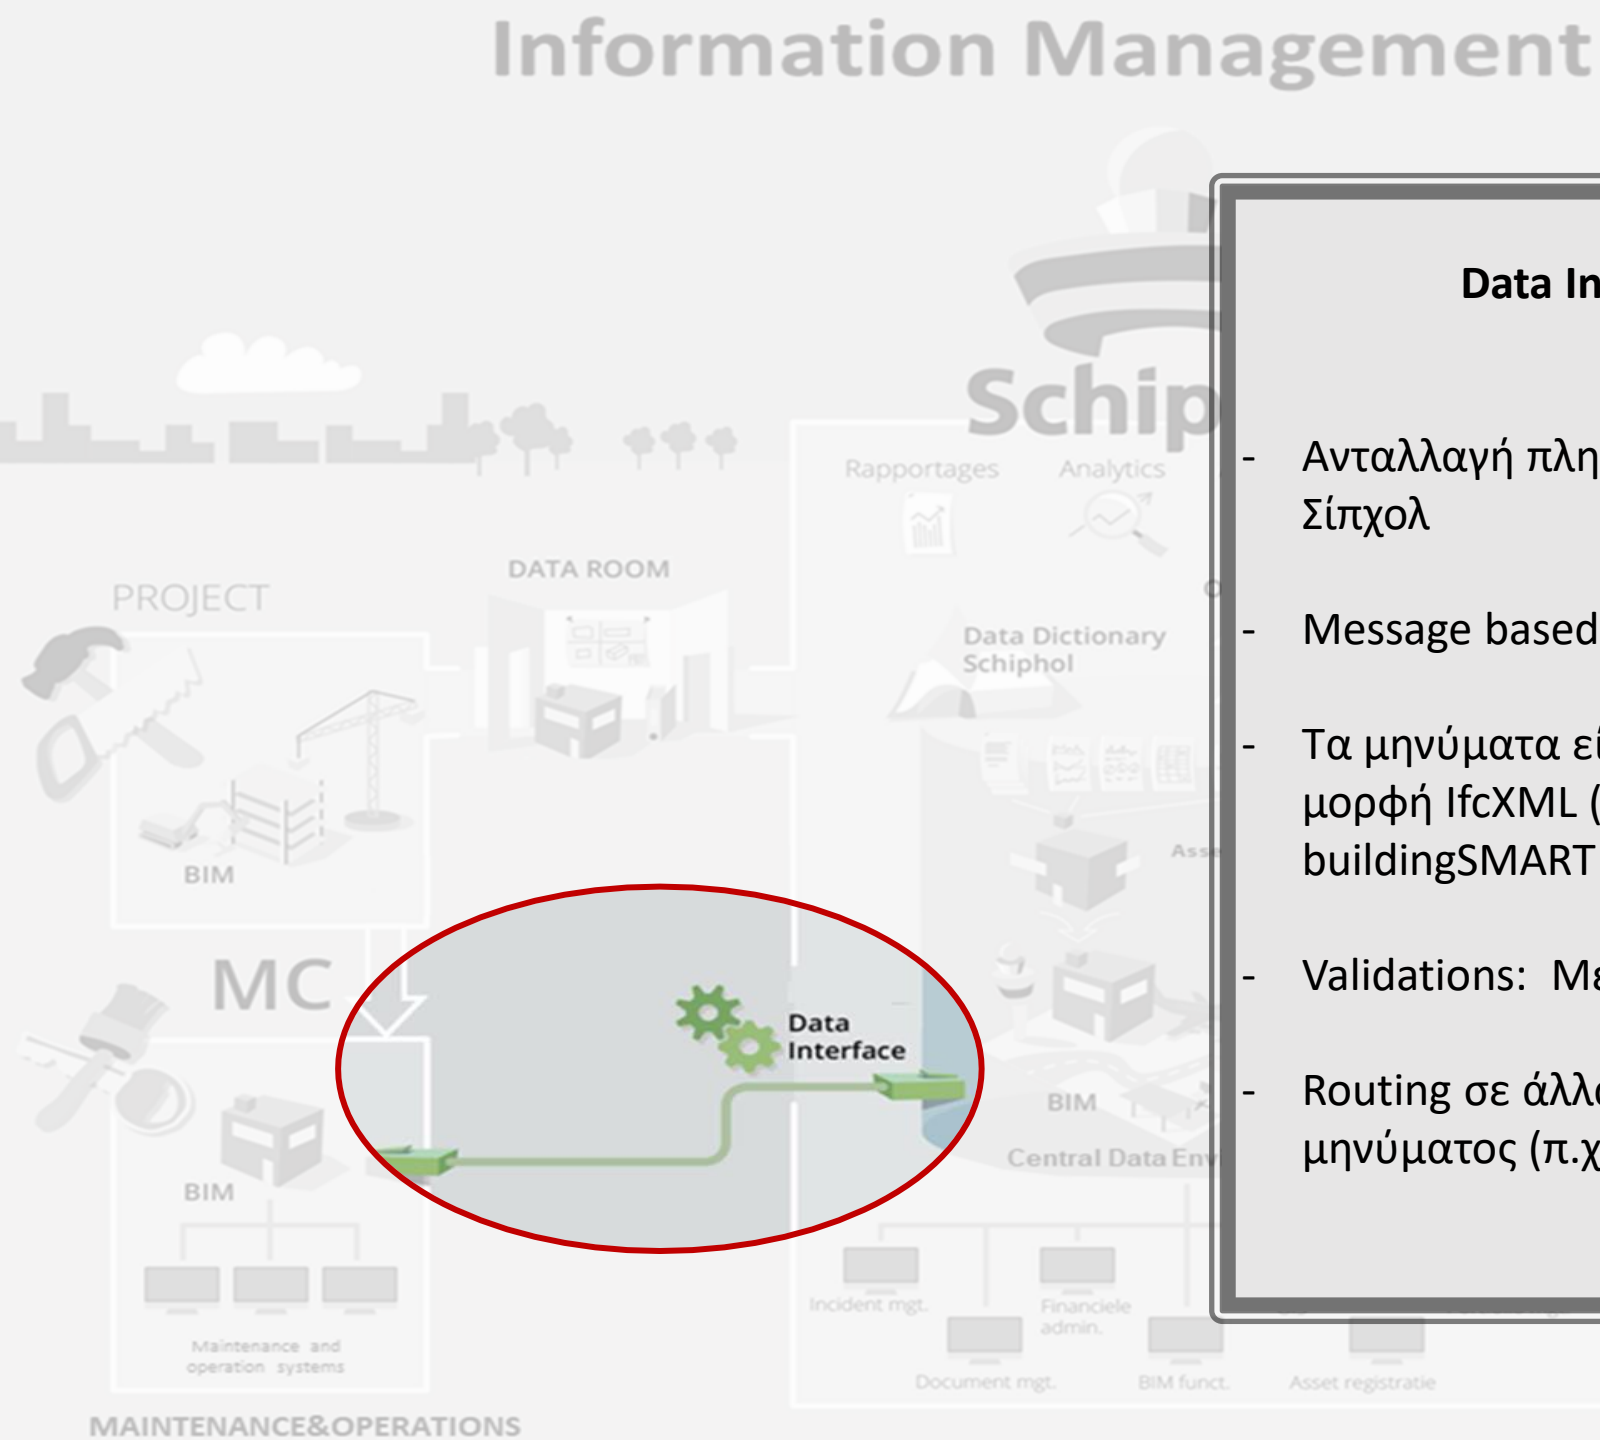 Information Management
Schip
Rapportages
Analytics
DATA ROOM
PROJECT
Data Dictionary
Schiphol
BIM
MC
Data
Interface
BIM
BIM
Central Data Env
Incident mgt.
Financiele
admin.
Maintenance and
operation systems
Document mgt.
BIM funct.
Asset registratie
MAINTENANCE&OPERATIONS
Data In
- Ανταλλαγή πλη
Σίπχολ
- Message based
- Τα μηνύματα εί
μορφή IfcXML (
buildingSMART
- Validations: Με
- Routing σε άλλο
μηνύματος (π.χ